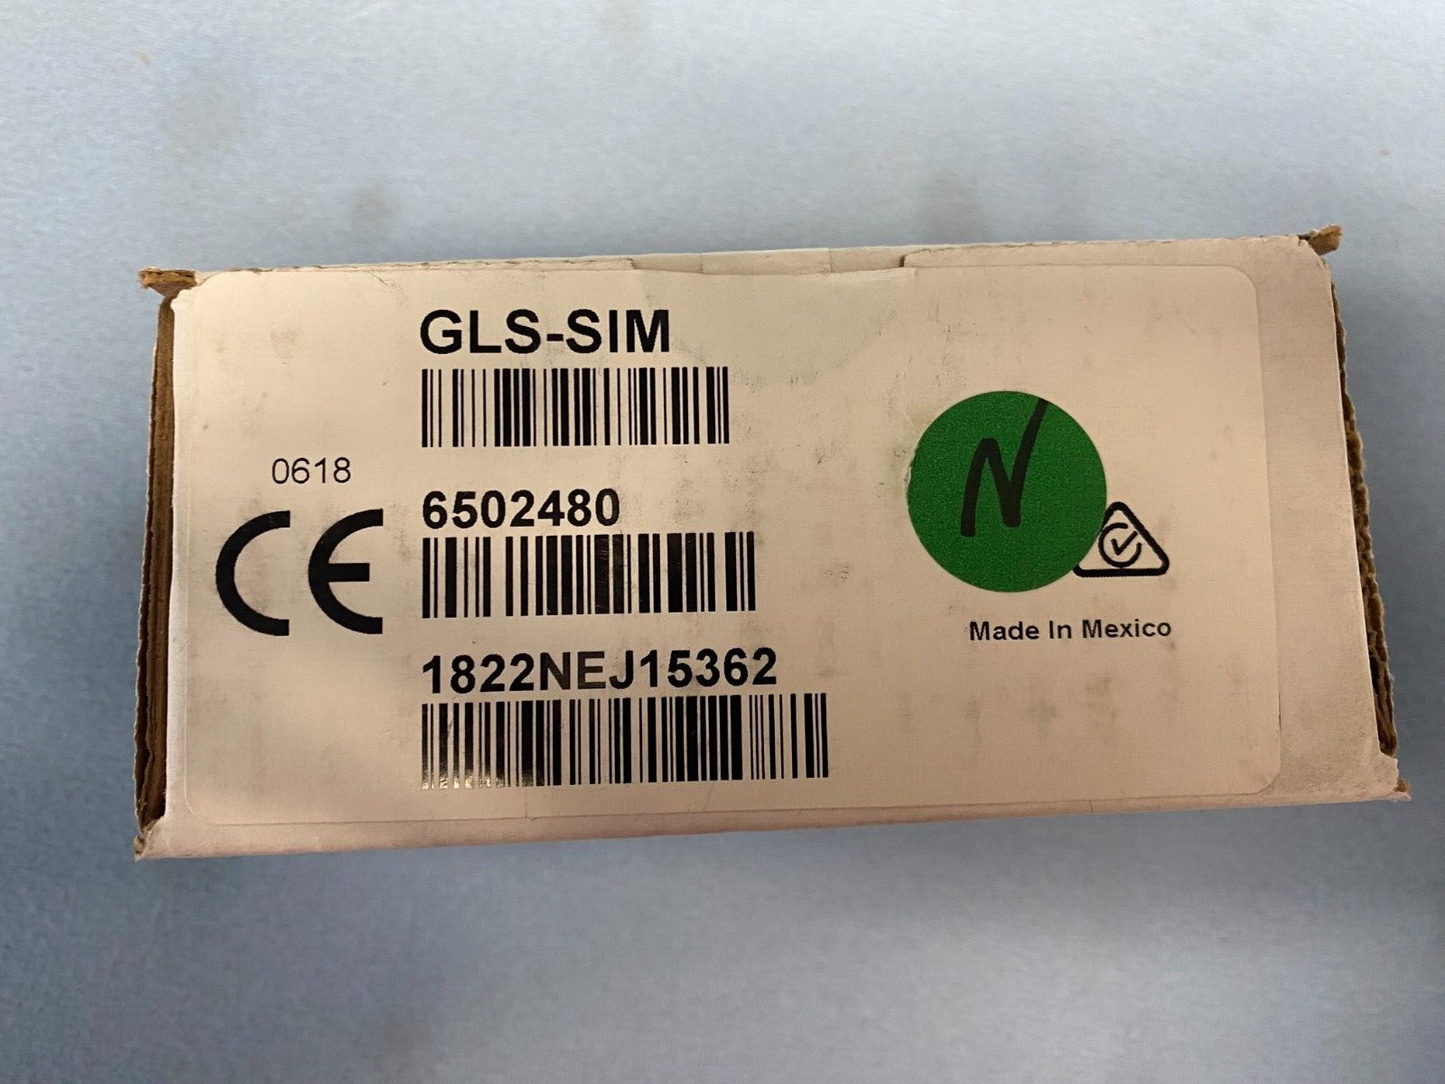 GLS-SIM
0618
CE
6502480
N
1822NEJ15362
Made In Mexico